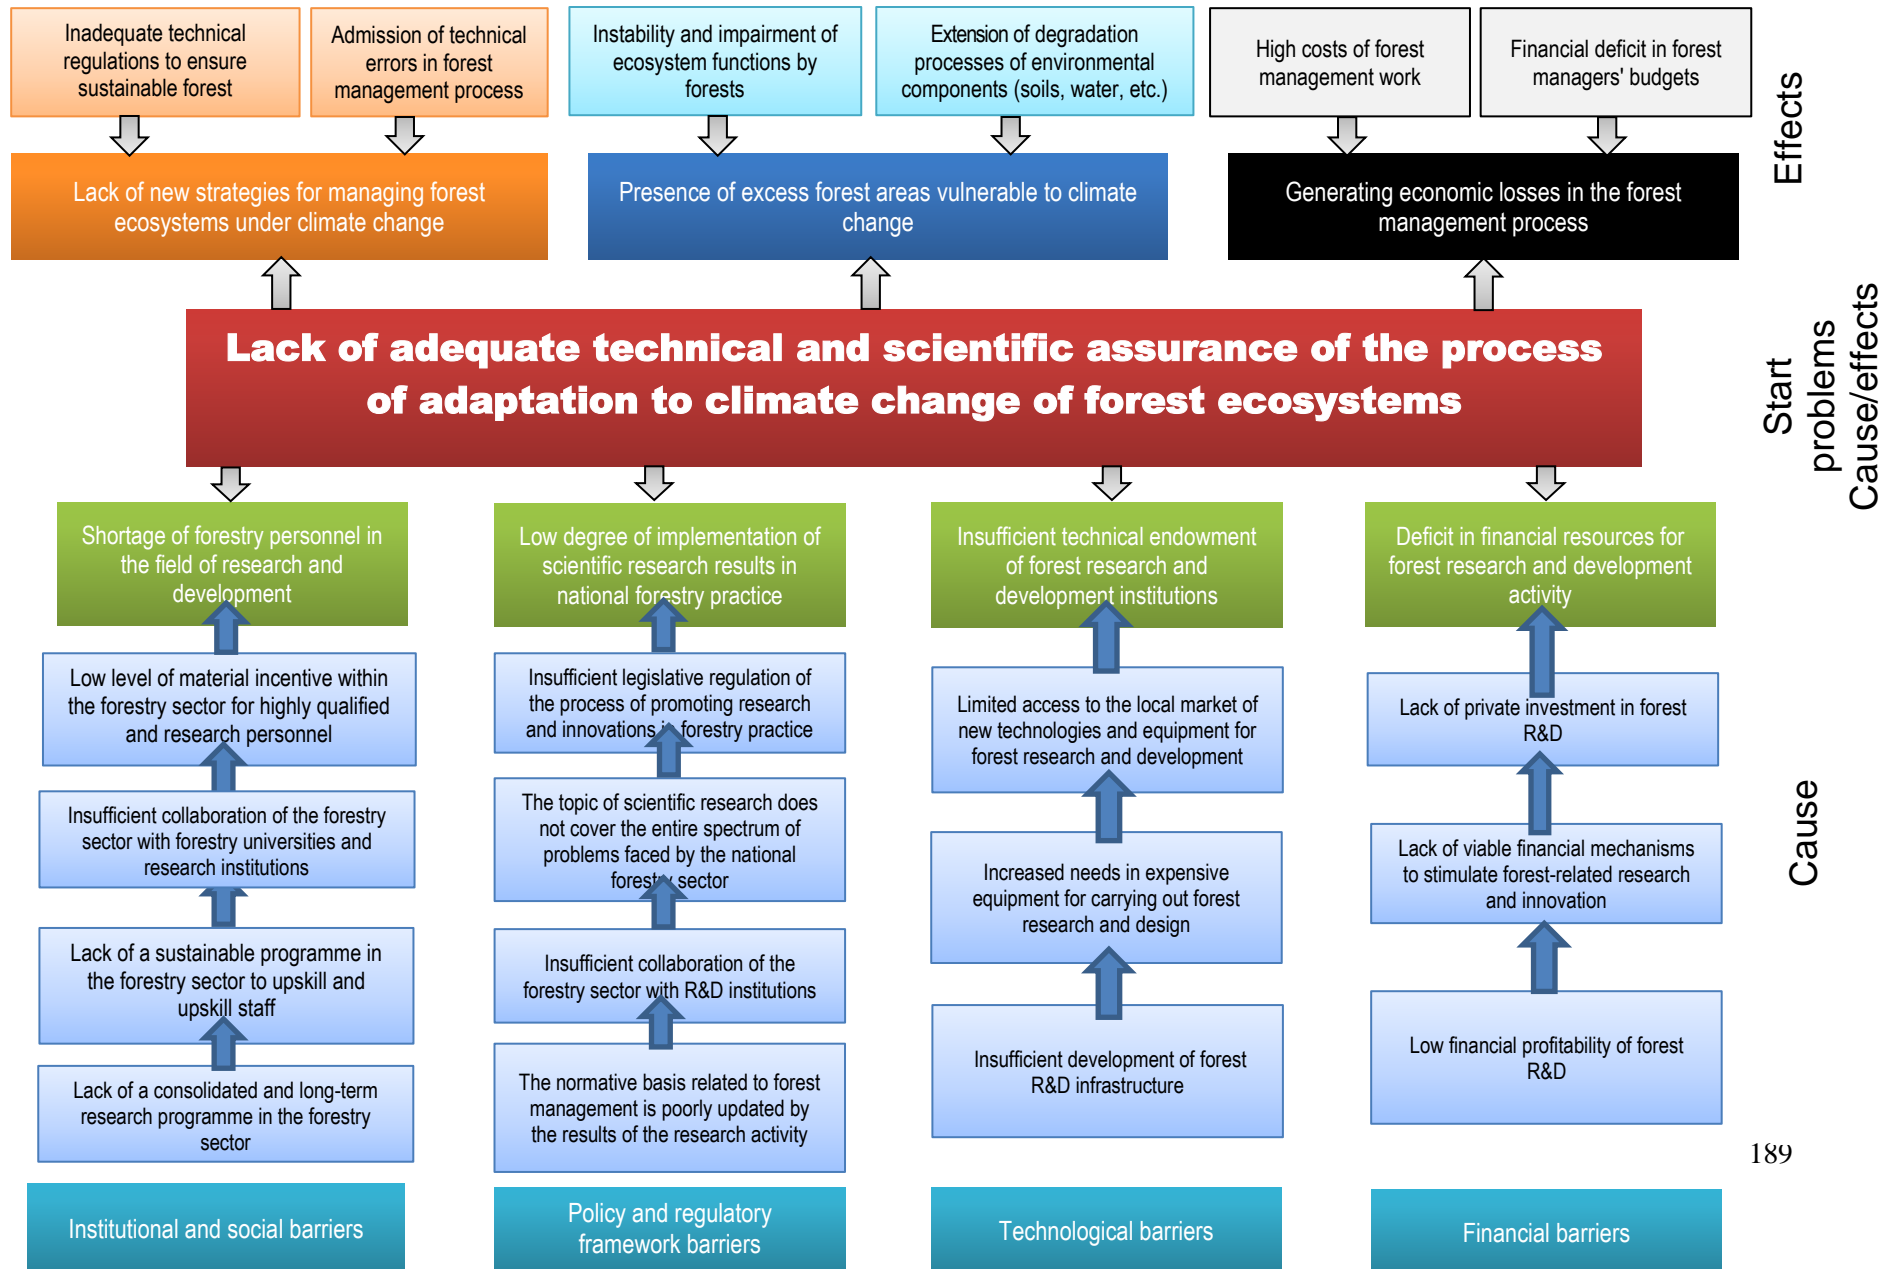 Inadequate technical
regulations to ensure
sustainable forest
Admission of technical
errors in forest
management process
Instability and impairment of
ecosystem functions by
forests
Extension of degradation
processes of environmental
components (soils, water, etc.)
High costs of forest
management work
Financial deficit in forest
managers' budgets
Effects
Lack of new strategies for managing forest
ecosystems under climate change
Presence of excess forest areas vulnerable to climate
change
Generating economic losses in the forest
management process
Lack of adequate technical and scientific assurance of the process
of adaptation to climate change of forest ecosystems
Start
problems
Cause/effects
Shortage of forestry personnel in
the field of research and
development
Low degree of implementation of
scientific research results in
national forestry practice
Insufficient technical endowment
of forest research and
development institutions
Deficit in financial resources for
forest research and development
activity
Low level of material incentive within
the forestry sector for highly qualified
and research personnel
Insufficient collaboration of the forestry
sector with forestry universities and
research institutions
Lack of a sustainable programme in
the forestry sector to upskill and
upskill staff
Lack of a consolidated and long-term
research programme in the forestry
sector
Insufficient legislative regulation of
the process of promoting research
and innovations in forestry practice
The topic of scientific research does
not cover the entire spectrum of
problems faced by the national
forestry sector
Insufficient collaboration of the
forestry sector with R&D institutions
The normative basis related to forest
management is poorly updated by
the results of the research activity
Limited access to the local market of
new technologies and equipment for
forest research and development
Increased needs in expensive
equipment for carrying out forest
research and design
Insufficient development of forest
R&D infrastructure
Lack of private investment in forest
R&D
Lack of viable financial mechanisms
to stimulate forest-related research
and innovation
Low financial profitability of forest
R&D
Cause
189
Institutional and social barriers
Policy and regulatory
framework barriers
Technological barriers
Financial barriers